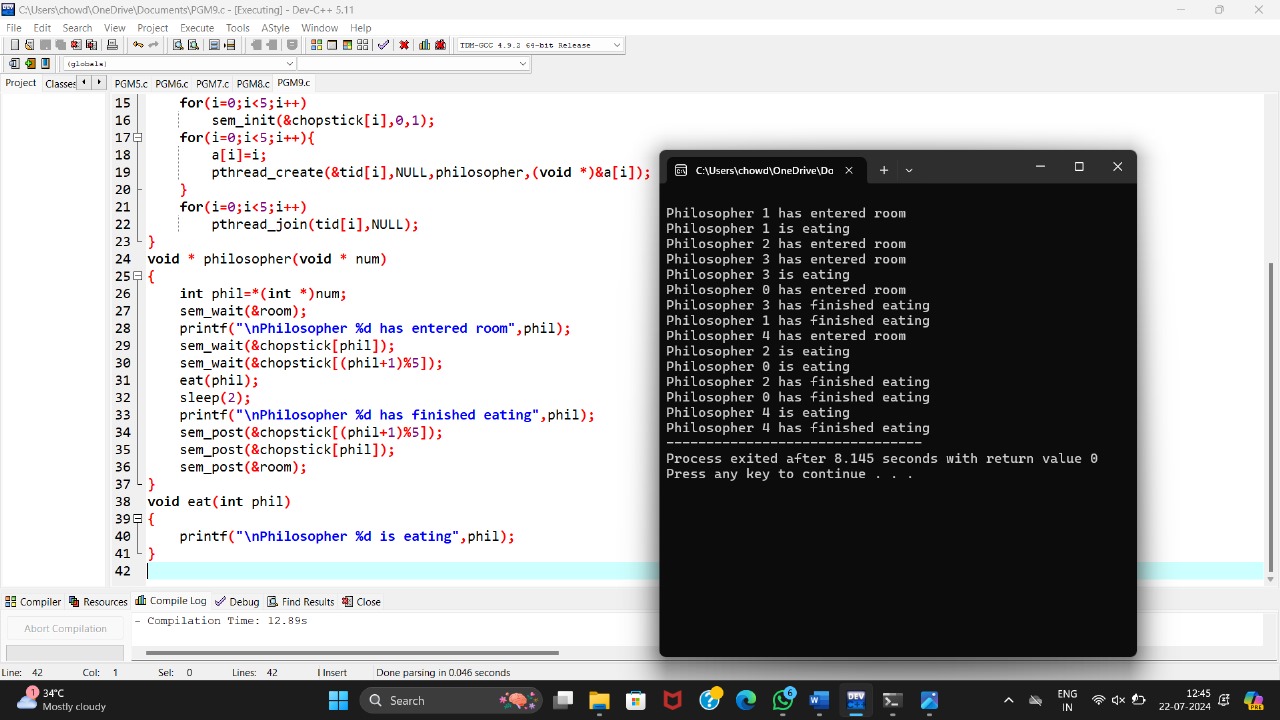 C:\Users\chowd\OneDrive\Documents\PGM9.c - [Executing] - Dev-C++ 5.11
File Edit Search View Project Execute Tools AStyle Window Help
TDM-GCC 4.9.2 64-bit Release
(globals)
Project Classes PGM5.c PGM6.c PGM7.c PGM8.c PGM9.c
15 for(i=0;i<5;i++)
16 sem_init(&chopstick[i],0,1);
17 for(i=0;i<5;i++){
18 a[i]=i;
19 pthread_create(&tid[i],NULL,philosopher,(void *)&a[i]);
20 }
21 for(i=0;i<5;i++)
22 pthread_join(tid[i],NULL);
23 }
24 void * philosopher(void * num)
25 {
26 int phil=*(int *)num;
27 sem_wait(&room);
28 printf("\nPhilosopher %d has entered room",phil);
29 sem_wait(&chopstick[phil]);
30 sem_wait(&chopstick[(phil+1)%5]);
31 eat(phil);
32 sleep(2);
33 printf("\nPhilosopher %d has finished eating",phil);
34 sem_post(&chopstick[(phil+1)%5]);
35 sem_post(&chopstick[phil]);
36 sem_post(&room);
37 }
38 void eat(int phil)
39 {
40 printf("\nPhilosopher %d is eating",phil);
41 }
42
C:\Users\chowd\OneDrive\Do
Philosopher 1 has entered room
Philosopher 1 is eating
Philosopher 2 has entered room
Philosopher 3 has entered room
Philosopher 3 is eating
Philosopher 0 has entered room
Philosopher 3 has finished eating
Philosopher 1 has finished eating
Philosopher 4 has entered room
Philosopher 2 is eating
Philosopher 0 is eating
Philosopher 2 has finished eating
Philosopher 0 has finished eating
Philosopher 4 is eating
Philosopher 4 has finished eating
--------------------------------
Process exited after 8.145 seconds with return value 0
Press any key to continue . . .
Compiler Resources Compile Log Debug Find Results Close
Abort Compilation
- Compilation Time: 12.89s
Line: 42 Col: 1 Sel: 0 Lines: 42 Insert Done parsing in 0.046 seconds
1
34°C
Mostly cloudy
Search
6
DEV
ENG
IN
12:45
22-07-2024
PRE